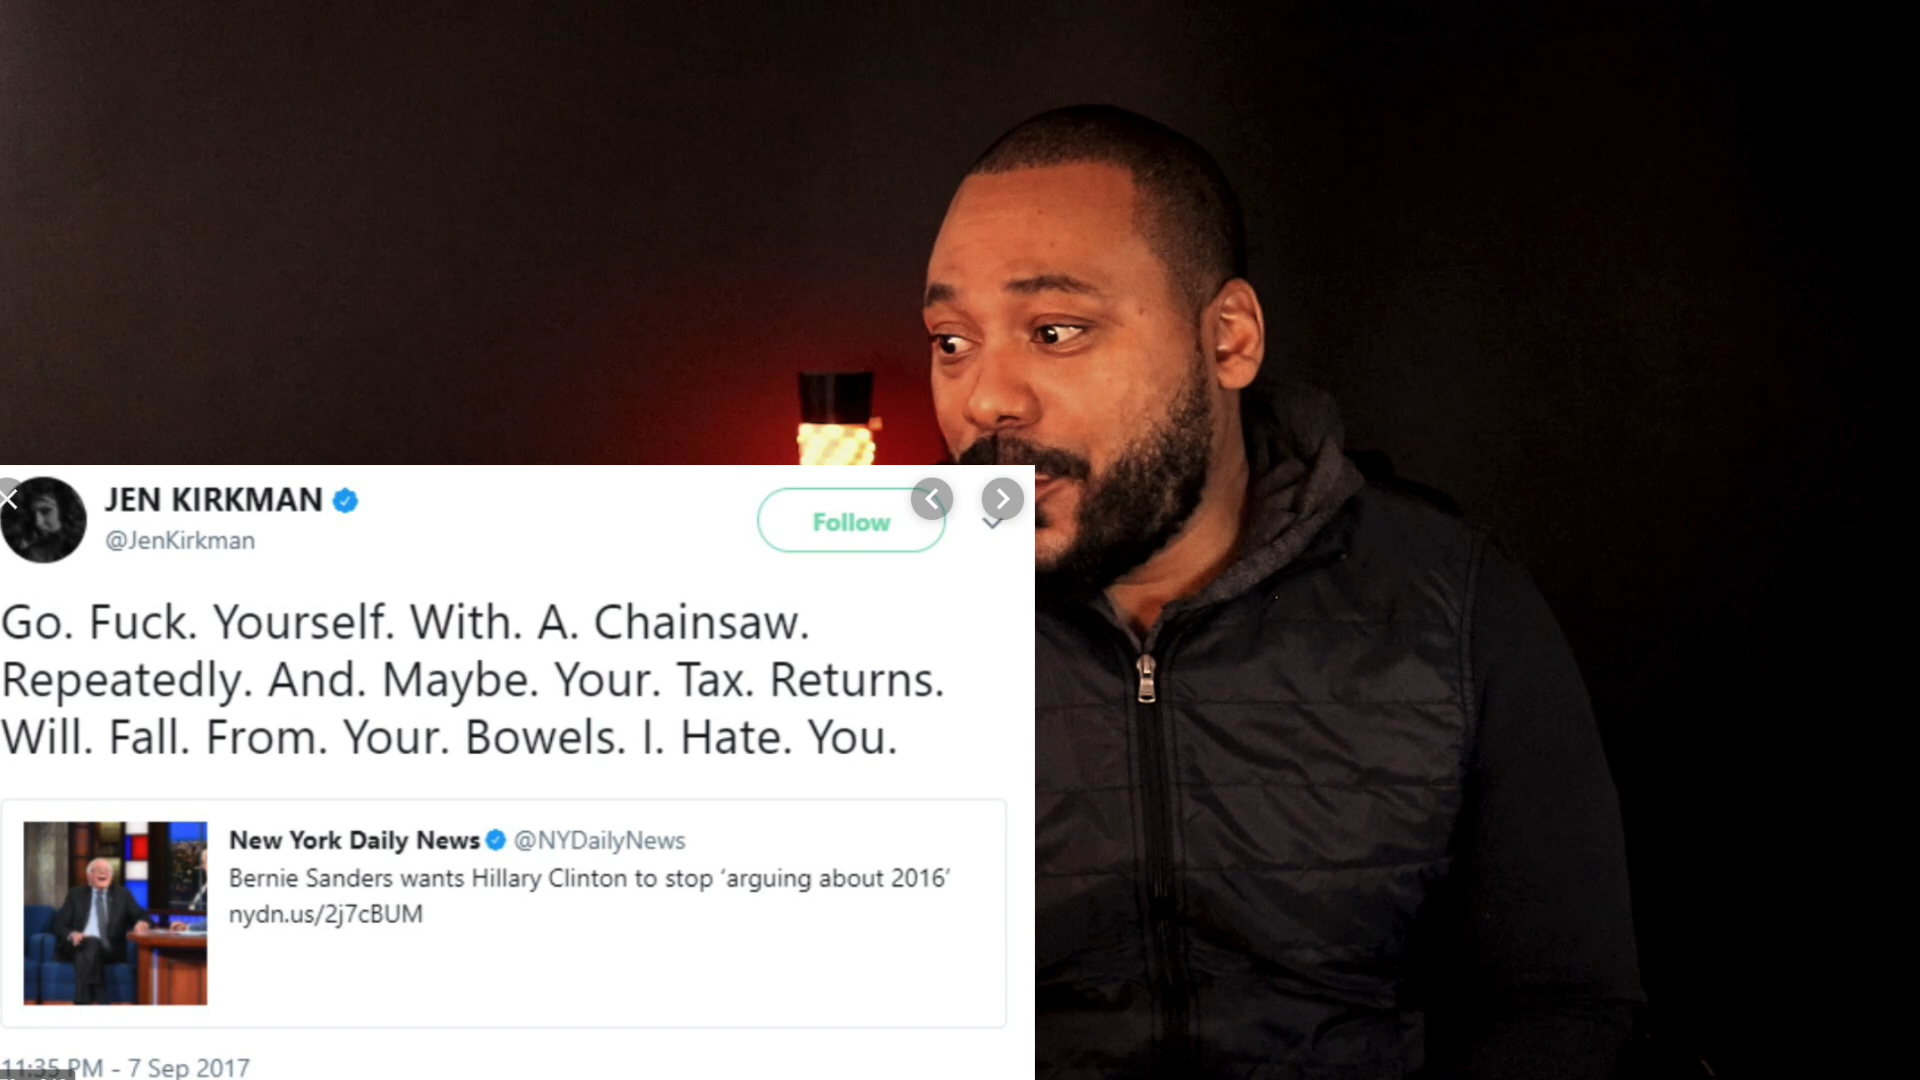 JEN KIRKMAN
@JenKirkman
Follow
Go. Fuck. Yourself. With. A. Chainsaw.
Repeatedly. And. Maybe. Your. Tax. Returns.
Will. Fall. From. Your. Bowels. I. Hate. You.
New York Daily News @NYDailyNews
Bernie Sanders wants Hillary Clinton to stop ‘arguing about 2016’
nydn.us/2j7cBUM
11:35 PM - 7 Sep 2017